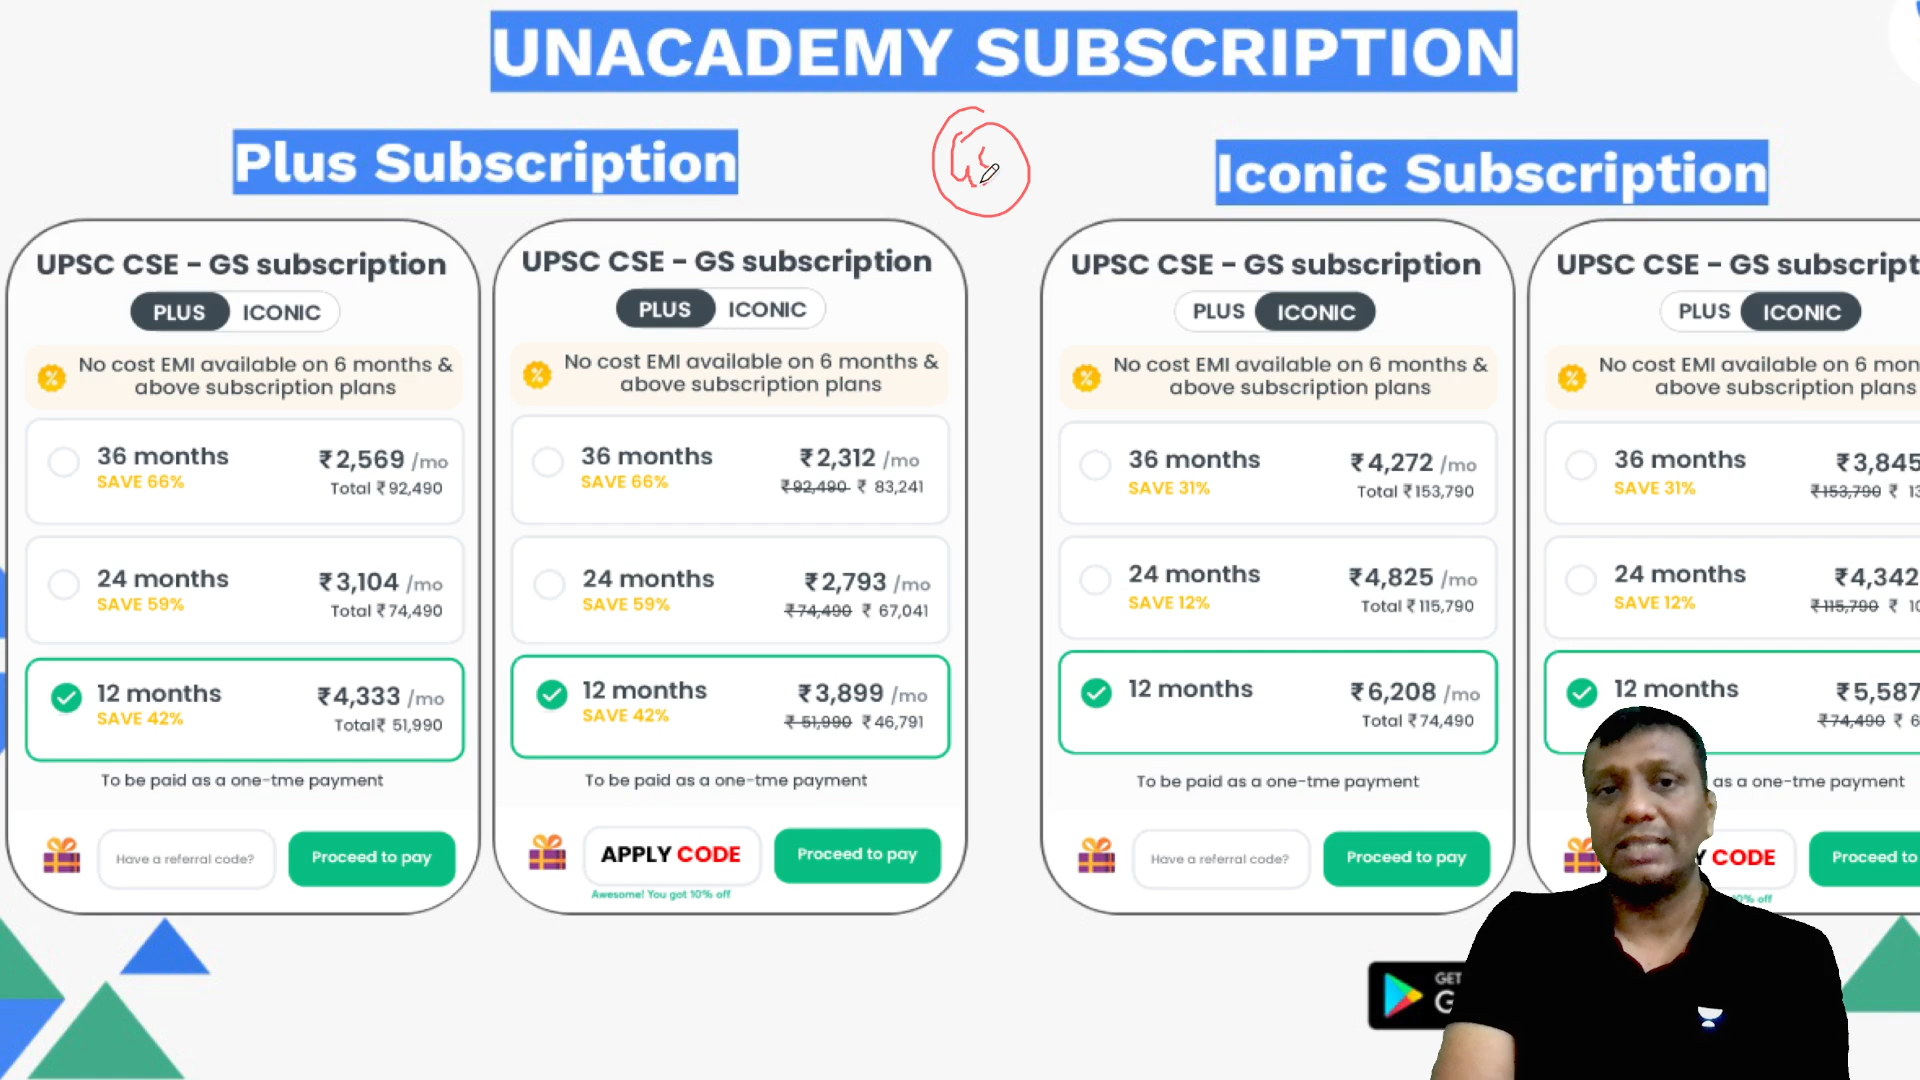 UNACADEMY SUBSCRIPTION
Plus Subscription
Iconic Subscription
GS
UPSC CSE - GS subscription
PLUS ICONIC
No cost EMI available on 6 months &
above subscription plans
36 months ₹2,569 /mo
SAVE 66% Total ₹92,490
24 months ₹3,104 /mo
SAVE 59% Total ₹74,490
12 months ₹4,333 /mo
SAVE 42% Total₹ 51,990
To be paid as a one-tme payment
Have a referral code? Proceed to pay
UPSC CSE - GS subscription
PLUS ICONIC
No cost EMI available on 6 months &
above subscription plans
36 months ₹2,312 /mo
SAVE 66% ₹92,490 ₹ 83,241
24 months ₹2,793 /mo
SAVE 59% ₹74,490 ₹ 67,041
12 months ₹3,899 /mo
SAVE 42% ₹ 51,990 ₹46,791
To be paid as a one-tme payment
APPLY CODE Proceed to pay
Awesome! You got 10% off
UPSC CSE - GS subscription
PLUS ICONIC
No cost EMI available on 6 months &
above subscription plans
36 months ₹4,272 /mo
SAVE 31% Total ₹153,790
24 months ₹4,825 /mo
SAVE 12% Total ₹115,790
12 months ₹6,208 /mo
Total ₹74,490
To be paid as a one-tme payment
Have a referral code? Proceed to pay
UPSC CSE - GS subscript
PLUS ICONIC
No cost EMI available on 6 mon
above subscription plans
36 months ₹3,845
SAVE 31% ₹153,790 ₹ 13
24 months ₹4,342
SAVE 12% ₹115,790 ₹ 10
12 months ₹5,587
₹74,490 ₹ 6
as a one-tme payment
Y CODE Proceed to
10% off
GET
G